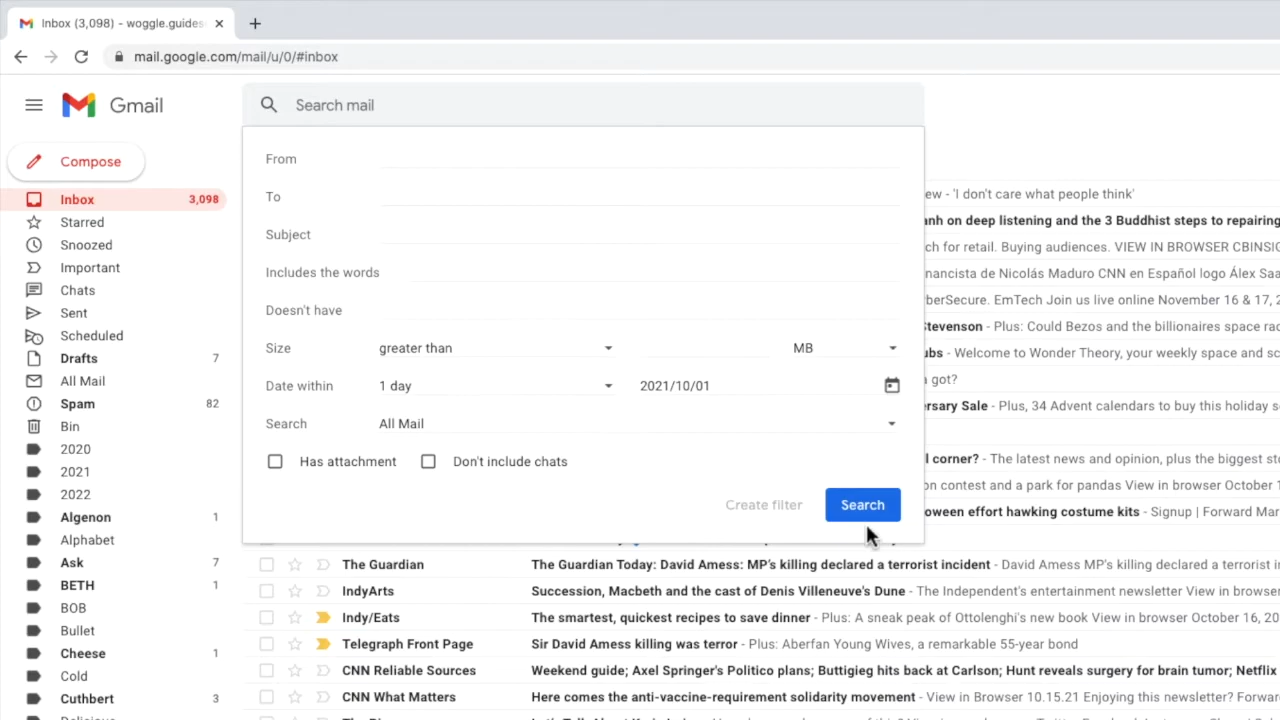 Inbox (3,098) - woggle.guides
mail.google.com/mail/u/0/#inbox
Gmail
Search mail
Compose
Inbox 3,098
Starred
Snoozed
Important
Chats
Sent
Scheduled
Drafts 7
All Mail
Spam 82
Bin
2020
2021
2022
Algenon 1
Alphabet
Ask 7
BETH 1
BOB
Bullet
Cheese 1
Cold
Cuthbert 3
From
To
Subject
Includes the words
Doesn't have
Size greater than MB
Date within 1 day 2021/10/01
Search All Mail
Has attachment Don't include chats
Create filter Search
ew - 'I don't care what people think'
anh on deep listening and the 3 Buddhist steps to repairing
ch for retail. Buying audiences. VIEW IN BROWSER CBINSIG
nancista de Nicolás Maduro CNN en Español logo Álex Saa
berSecure. EmTech Join us live online November 16 & 17, 2
Stevenson - Plus: Could Bezos and the billionaires space rac
ubs - Welcome to Wonder Theory, your weekly space and sc
got?
rsary Sale - Plus, 34 Advent calendars to buy this holiday s
l corner? - The latest news and opinion, plus the biggest sto
on contest and a park for pandas View in browser October 1
oween effort hawking costume kits - Signup | Forward Mar
The Guardian The Guardian Today: David Amess: MP's killing declared a terrorist incident - David Amess MP's killing declared a terrorist i
IndyArts Succession, Macbeth and the cast of Denis Villeneuve's Dune - The Independent's entertainment newsletter View in browser
Indy/Eats The smartest, quickest recipes to save dinner - Plus: A sneak peak of Ottolenghi's new book View in browser October 16, 20
Telegraph Front Page Sir David Amess killing was terror - Plus: Aberfan Young Wives, a remarkable 55-year bond
CNN Reliable Sources Weekend guide; Axel Springer's Politico plans; Buttigieg hits back at Carlson; Hunt reveals surgery for brain tumor; Netflix
CNN What Matters Here comes the anti-vaccine-requirement solidarity movement - View in Browser 10.15.21 Enjoying this newsletter? Forwar